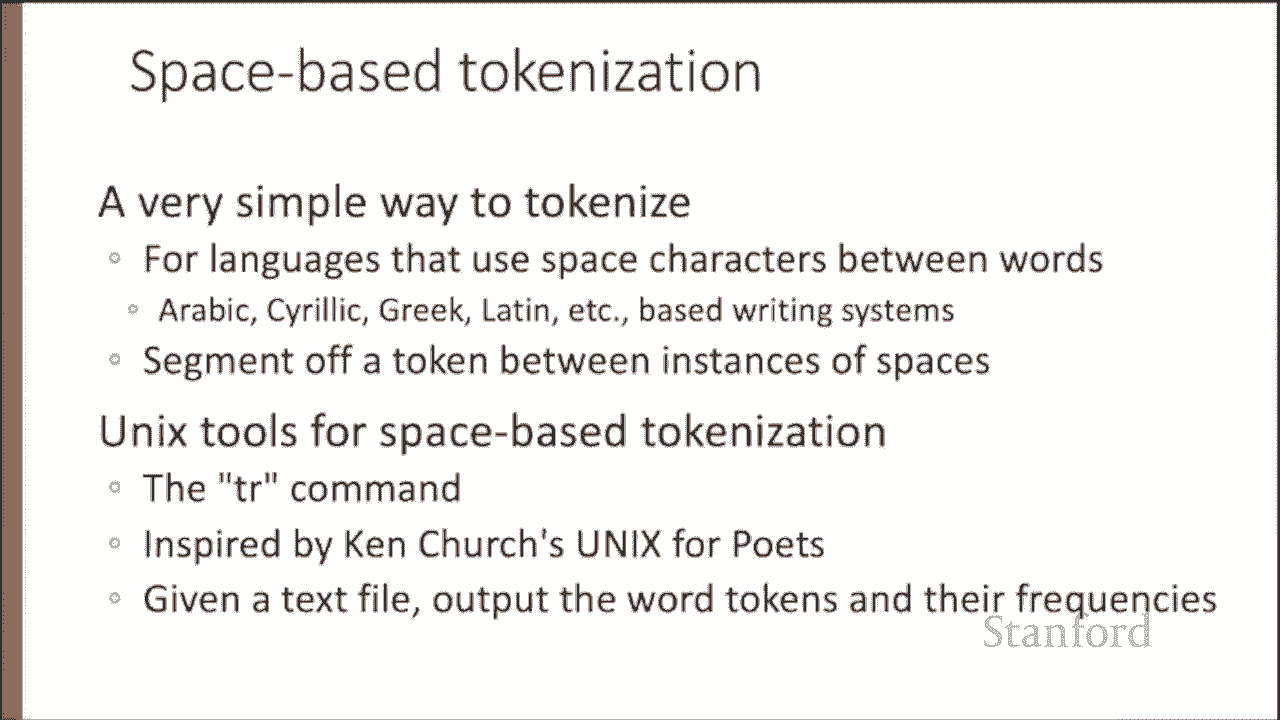 Space-based tokenization
A very simple way to tokenize
◦ For languages that use space characters between words
◦ Arabic, Cyrillic, Greek, Latin, etc., based writing systems
◦ Segment off a token between instances of spaces
Unix tools for space-based tokenization
◦ The "tr" command
◦ Inspired by Ken Church's UNIX for Poets
◦ Given a text file, output the word tokens and their frequencies
Stanford